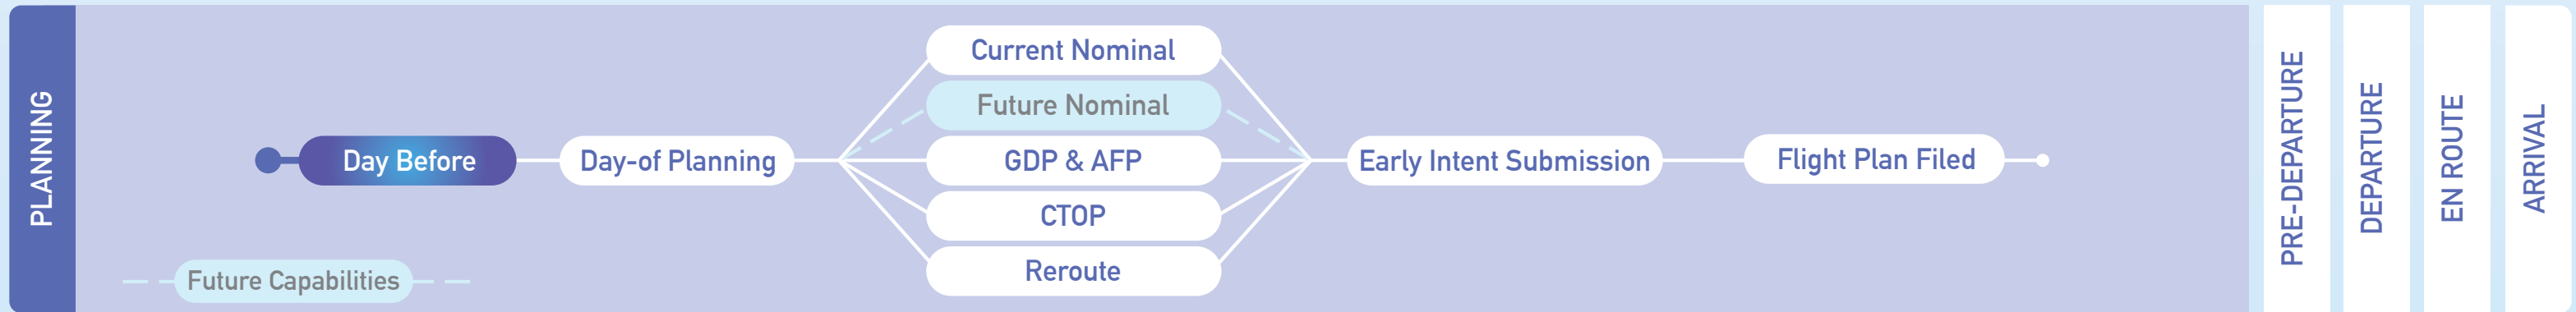 PLANNING
Day Before
Day-of Planning
Current Nominal
Future Nominal
GDP & AFP
CTOP
Reroute
Early Intent Submission
Flight Plan Filed
Future Capabilities
PRE-DEPARTURE
DEPARTURE
EN ROUTE
ARRIVAL